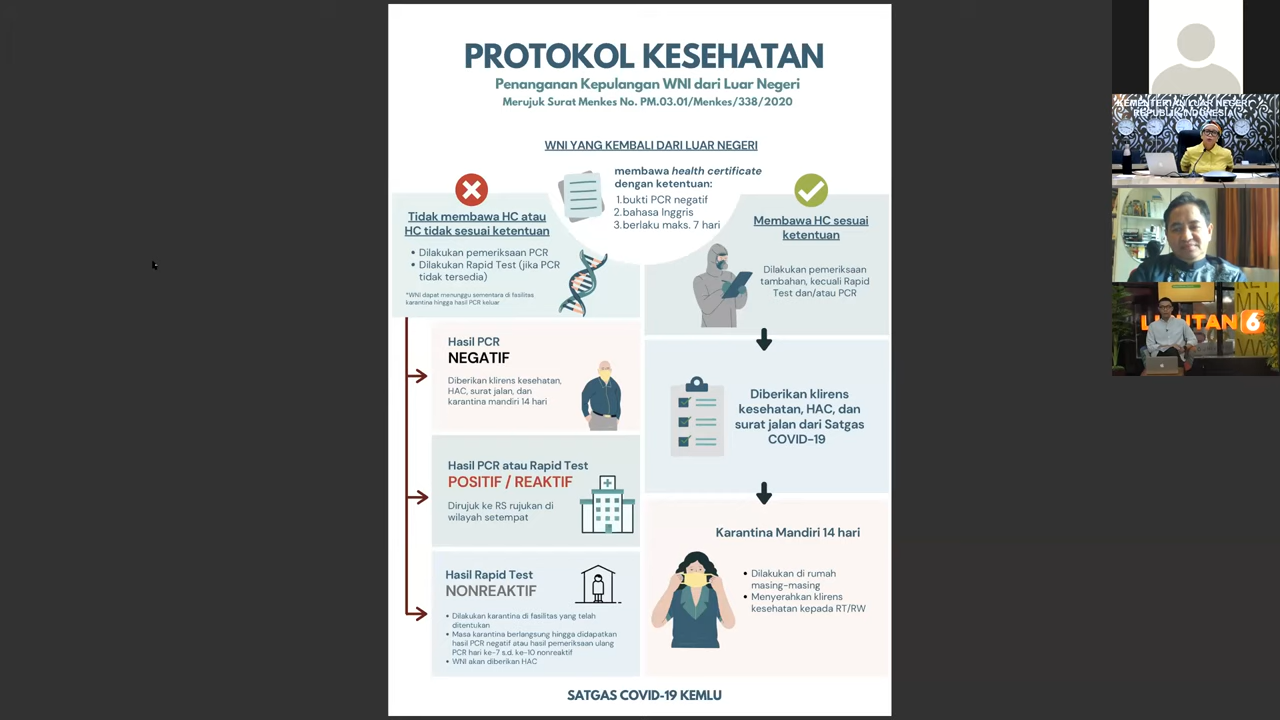 PROTOKOL KESEHATAN
Penanganan Kepulangan WNI dari Luar Negeri
Merujuk Surat Menkes No. PM.03.01/Menkes/338/2020
WNI YANG KEMBALI DARI LUAR NEGERI
membawa health certificate
dengan ketentuan:
1.bukti PCR negatif
2.bahasa Inggris
3.berlaku maks. 7 hari
Tidak membawa HC atau
HC tidak sesuai ketentuan
• Dilakukan pemeriksaan PCR
• Dilakukan Rapid Test (jika PCR
tidak tersedia)
*WNI dapat menunggu sementara di fasilitas
karantina hingga hasil PCR keluar
Hasil PCR
NEGATIF
Diberikan klirens kesehatan,
HAC, surat jalan, dan
karantina mandiri 14 hari
Hasil PCR atau Rapid Test
POSITIF / REAKTIF
Dirujuk ke RS rujukan di
wilayah setempat
Hasil Rapid Test
NONREAKTIF
• Dilakukan karantina di fasilitas yang telah
ditentukan
• Masa karantina berlangsung hingga didapatkan
hasil PCR negatif atau hasil pemeriksaan ulang
PCR hari ke-7 s.d. ke-10 nonreaktif
• WNI akan diberikan HAC
Membawa HC sesuai
ketentuan
Dilakukan pemeriksaan
tambahan, kecuali Rapid
Test dan/atau PCR
Diberikan klirens
kesehatan, HAC, dan
surat jalan dari Satgas
COVID-19
Karantina Mandiri 14 hari
• Dilakukan di rumah
masing-masing
• Menyerahkan klirens
kesehatan kepada RT/RW
SATGAS COVID-19 KEMLU
KEMENTERIAN LUAR NEGERI
REPUBLIK INDONESIA
6